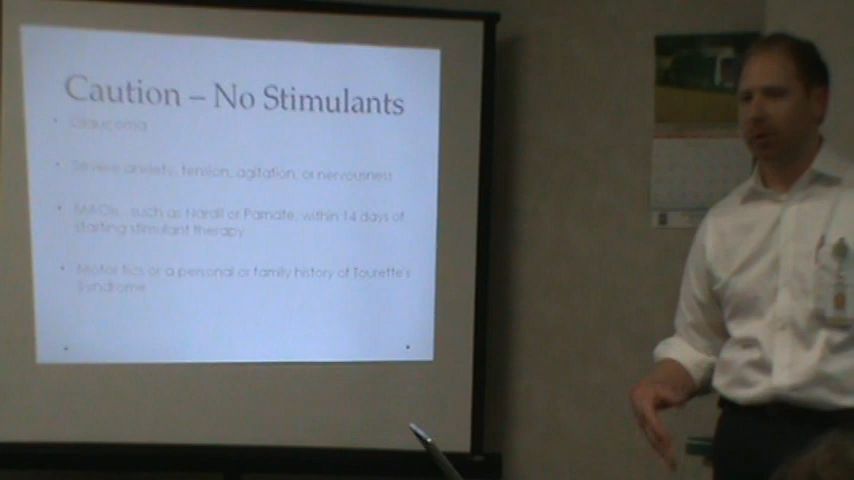 Caution – No Stimulants
• Glaucoma
• Severe anxiety, tension, agitation, or nervousness
• MAOIs, such as Nardil or Parnate, within 14 days of
starting stimulant therapy
• Motor tics or a personal or family history of Tourette's
syndrome